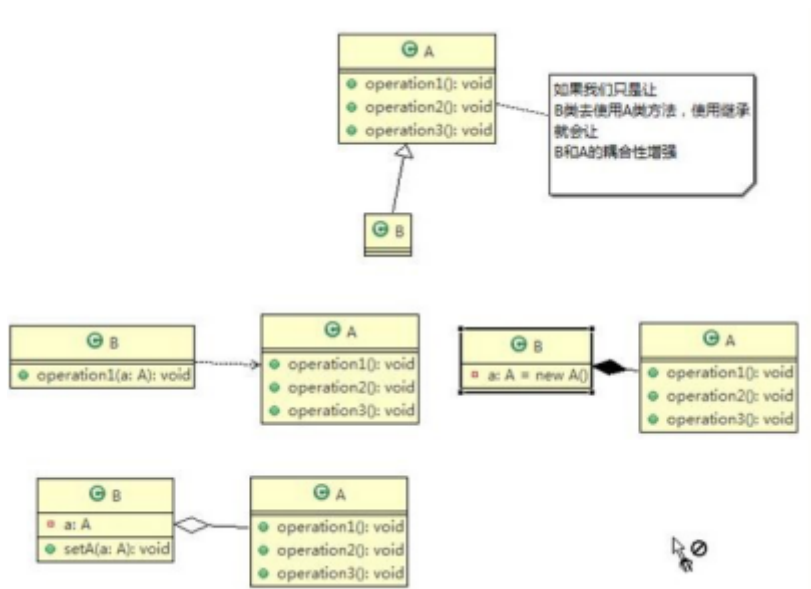 A
operation1(): void
operation2(): void
operation3(): void
如果我们只是让
B类去使用A类方法，使用继承
就会让
B和A的耦合性增强
B
B
operation1(a: A): void
A
operation1(): void
operation2(): void
operation3(): void
B
a: A = new A()
A
operation1(): void
operation2(): void
operation3(): void
B
a: A
setA(a: A): void
A
operation1(): void
operation2(): void
operation3(): void